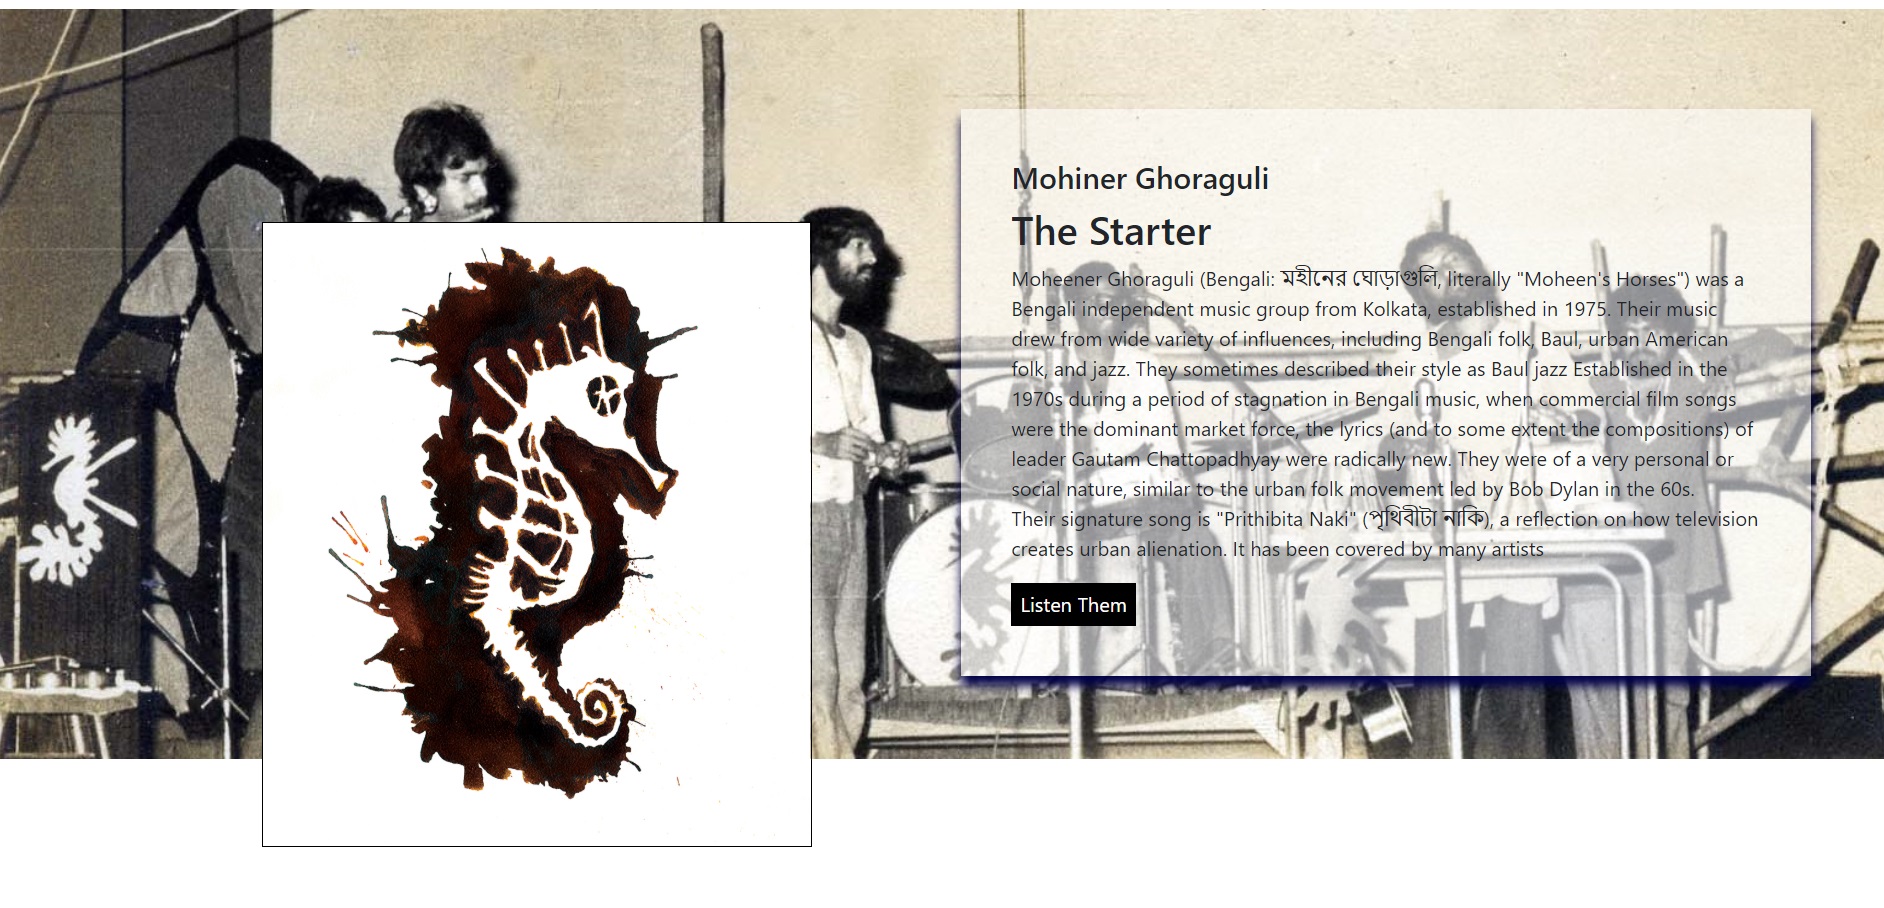 Mohiner Ghoraguli
The Starter
Moheener Ghoraguli (Bengali: মহীনের ঘোড়াগুলি, literally "Moheen's Horses") was a
Bengali independent music group from Kolkata, established in 1975. Their music
drew from wide variety of influences, including Bengali folk, Baul, urban American
folk, and jazz. They sometimes described their style as Baul jazz Established in the
1970s during a period of stagnation in Bengali music, when commercial film songs
were the dominant market force, the lyrics (and to some extent the compositions) of
leader Gautam Chattopadhyay were radically new. They were of a very personal or
social nature, similar to the urban folk movement led by Bob Dylan in the 60s.
Their signature song is "Prithibita Naki" (পৃথিবীটা নাকি), a reflection on how television
creates urban alienation. It has been covered by many artists
Listen Them